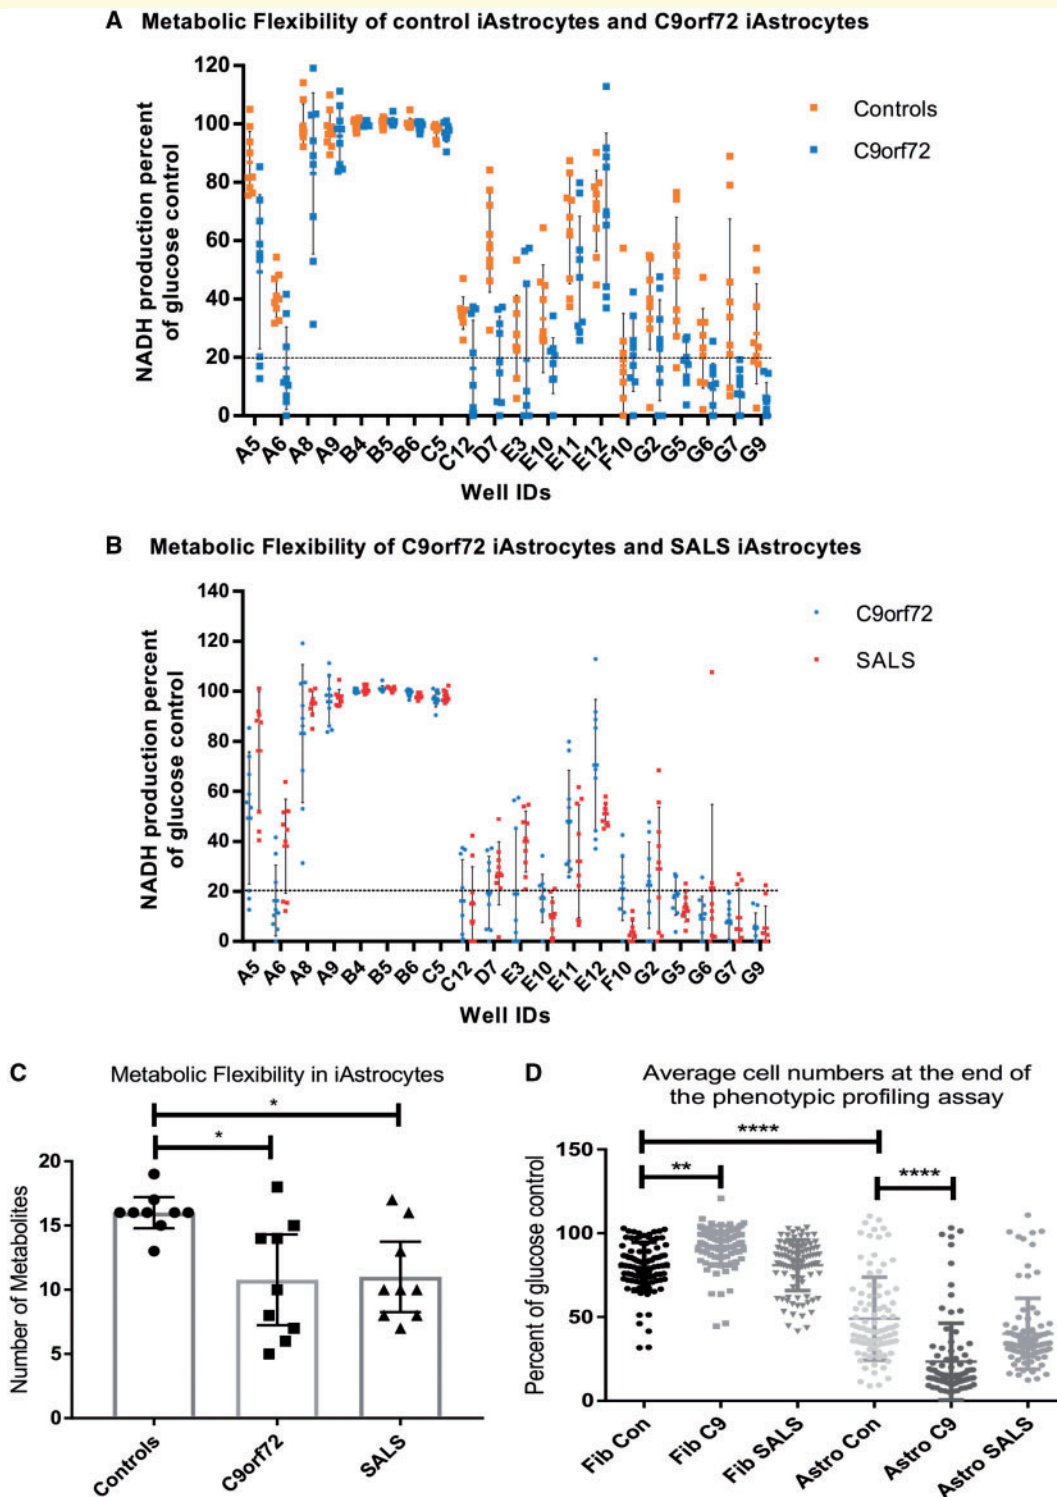 A Metabolic Flexibility of control iAstrocytes and C9orf72 iAstrocytes
NADH production percent
of glucose control
120
100
80
60
40
20
0
Controls
C9orf72
A5 A6 A8 A9 B4 B5 B6 C5 C12 D7 E3 E10 E11 E12 F10 G2 G5 G6 G7 G9
Well IDs
B Metabolic Flexibility of C9orf72 iAstrocytes and SALS iAstrocytes
NADH production percent
of glucose control
140
120
100
80
60
40
20
0
C9orf72
SALS
A5 A6 A8 A9 B4 B5 B6 C5 C12 D7 E3 E10 E11 E12 F10 G2 G5 G6 G7 G9
Well IDs
C Metabolic Flexibility in iAstrocytes
*
*
Number of Metabolites
20
15
10
5
0
Controls C9orf72 SALS
D Average cell numbers at the end of
the phenotypic profiling assay
****
**
****
Percent of glucose control
150
100
50
0
Fib Con Fib C9 Fib SALS Astro Con Astro C9 Astro SALS